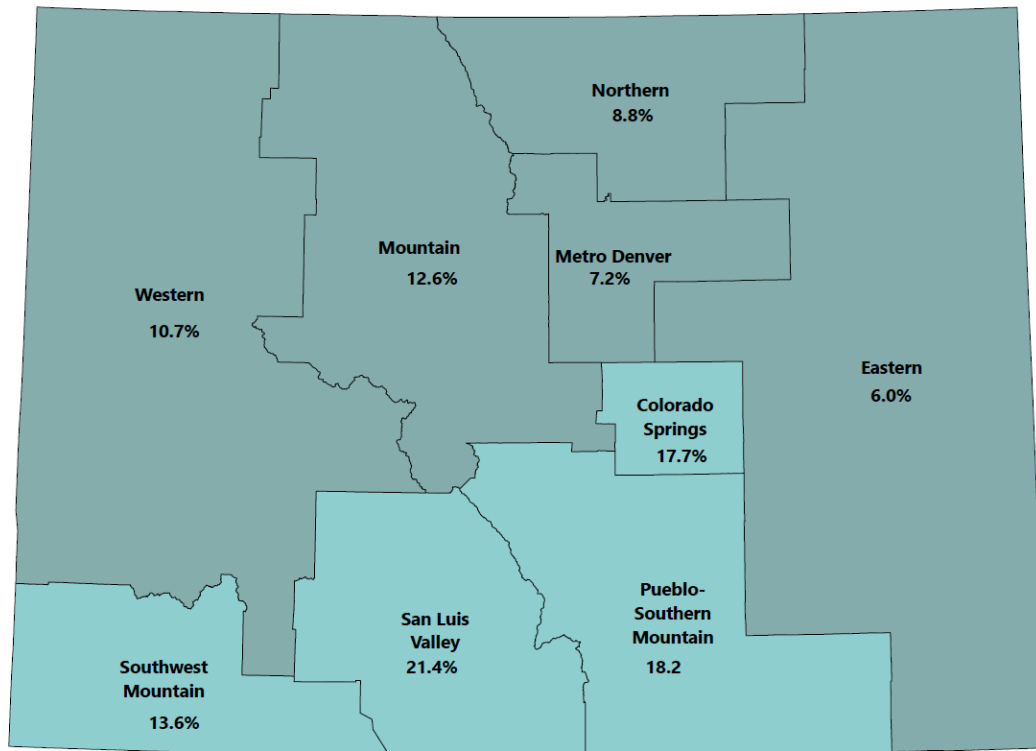 Northern
8.8%
Mountain
12.6%
Metro Denver
7.2%
Western
10.7%
Eastern
6.0%
Colorado
Springs
17.7%
Pueblo-
Southern
Mountain
18.2
San Luis
Valley
21.4%
Southwest
Mountain
13.6%